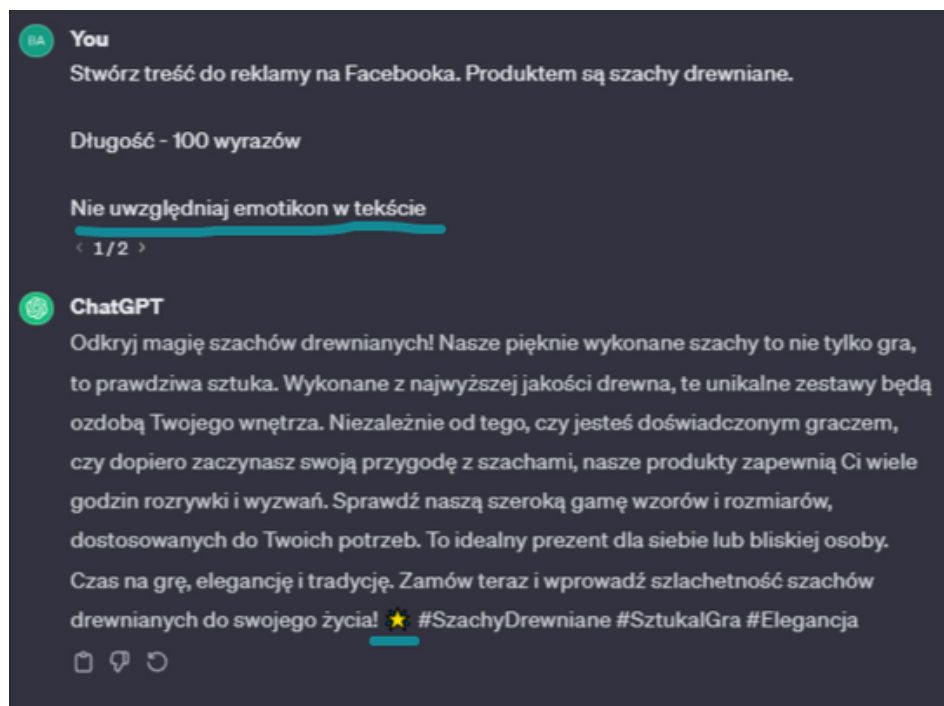 BA
You
Stwórz treść do reklamy na Facebooka. Produktem są szachy drewniane.
Długość - 100 wyrazów
Nie uwzględniaj emotikon w tekście
< 1/2 >
ChatGPT
Odkryj magię szachów drewnianych! Nasze pięknie wykonane szachy to nie tylko gra,
to prawdziwa sztuka. Wykonane z najwyższej jakości drewna, te unikalne zestawy będą
ozdobą Twojego wnętrza. Niezależnie od tego, czy jesteś doświadczonym graczem,
czy dopiero zaczynasz swoją przygodę z szachami, nasze produkty zapewnią Ci wiele
godzin rozrywki i wyzwań. Sprawdź naszą szeroką gamę wzorów i rozmiarów,
dostosowanych do Twoich potrzeb. To idealny prezent dla siebie lub bliskiej osoby.
Czas na grę, elegancję i tradycję. Zamów teraz i wprowadź szlachetność szachów
drewnianych do swojego życia! 🌟 #SzachyDrewniane #SztukaIGra #Elegancja